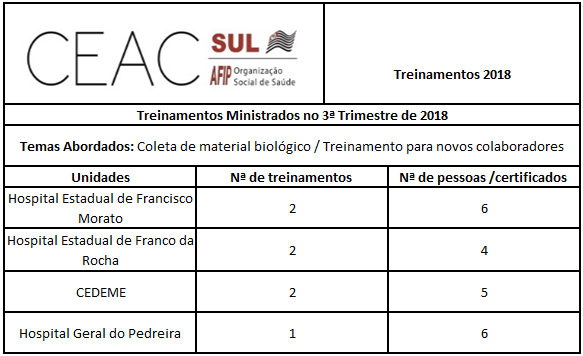 CEAC SUL
AFIP Organização
Social de Saúde
Treinamentos 2018
Treinamentos Ministrados no 3ª Trimestre de 2018
Temas Abordados: Coleta de material biológico / Treinamento para novos colaboradores
Unidades Nª de treinamentos Nª de pessoas /certificados
Hospital Estadual de Francisco
Morato 2 6
Hospital Estadual de Franco da
Rocha 2 4
CEDEME 2 5
Hospital Geral do Pedreira 1 6